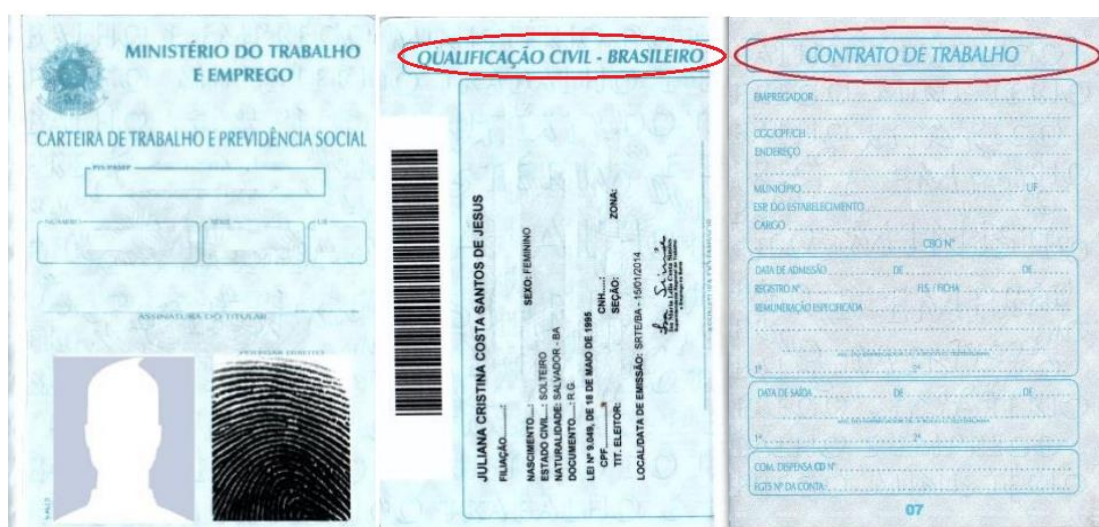 MINISTÉRIO DO TRABALHO
E EMPREGO
CARTEIRA DE TRABALHO E PREVIDÊNCIA SOCIAL
PIS/PASEP
NÚMERO
SÉRIE
UF
ASSINATURA DO TITULAR
POLEGAR DIREITO
QUALIFICAÇÃO CIVIL - BRASILEIRO
JULIANA CRISTINA COSTA SANTOS DE JESUS
FILIAÇÃO.......:
NASCIMENTO....: SEXO: FEMININO
ESTADO CIVIL....: SOLTEIRO
NATURALIDADE: SALVADOR - BA
DOCUMENTO....: R.G.
LEI Nº 9.049, DE 18 DE MAIO DE 1995
CPF..........: CNH.....:
TIT. ELEITOR: SEÇÃO: ZONA:
LOCAL/DATA DE EMISSÃO: SRTE/BA - 15/01/2014
CONTRATO DE TRABALHO
EMPREGADOR
CGC/CPF/CEI
ENDEREÇO
MUNICÍPIO UF
ESP. DO ESTABELECIMENTO
CARGO
CBO Nº
DATA DE ADMISSÃO DE DE
REGISTRO Nº FLS. / FICHA
REMUNERAÇÃO ESPECIFICADA
1º 2º
DATA DE SAÍDA DE DE
1º 2º
COM. DISPENSA CD Nº
FGTS Nº DA CONTA
07